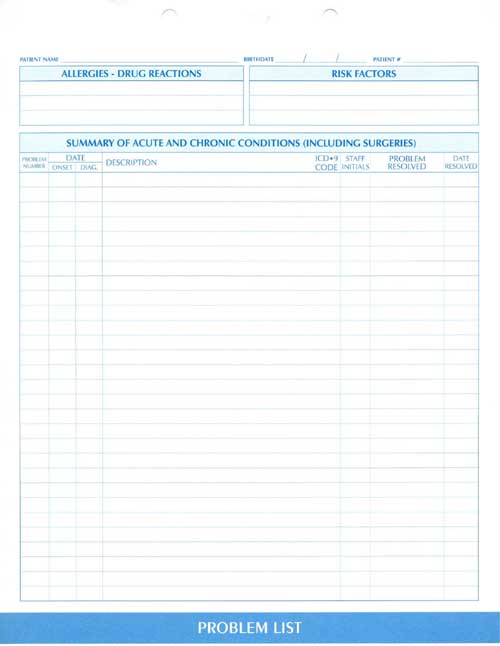 PATIENT NAME BIRTHDATE / / PATIENT #
ALLERGIES - DRUG REACTIONS
RISK FACTORS
SUMMARY OF ACUTE AND CHRONIC CONDITIONS (INCLUDING SURGERIES)
PROBLEM NUMBER
DATE
ONSET DIAG.
DESCRIPTION
ICD•9 CODE
STAFF INITIALS
PROBLEM RESOLVED
DATE RESOLVED
PROBLEM LIST